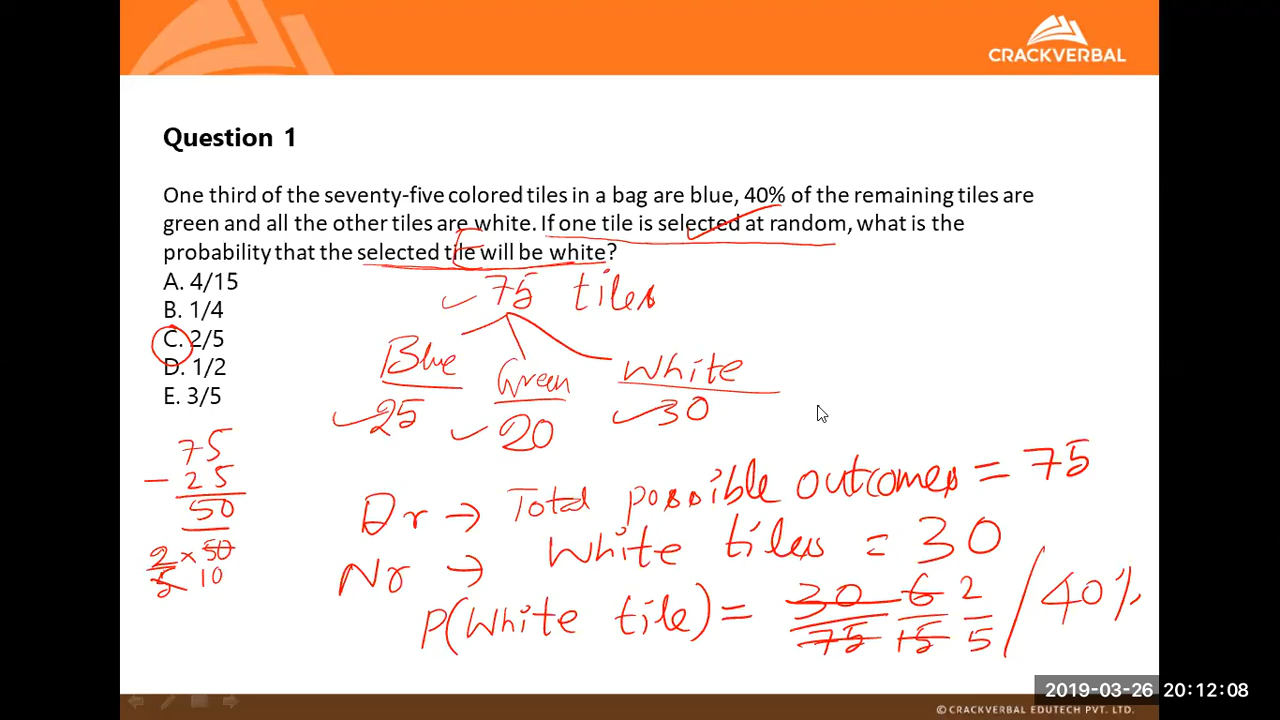 CRACKVERBAL
Question 1
One third of the seventy-five colored tiles in a bag are blue, 40% of the remaining tiles are
green and all the other tiles are white. If one tile is selected at random, what is the
probability that the selected tile will be white?
A. 4/15
B. 1/4
C. 2/5
D. 1/2
E. 3/5
75 tiles
Blue Green White
25 20 30
75
- 25
50
2/5 × 50
10
Dr → Total possible outcomes = 75
Nr → White tiles = 30
P(White tile) = 30/75 6/15 2/5 / 40%
2019-03-26 20:12:08
© CRACKVERBAL EDUTECH PVT. LTD.